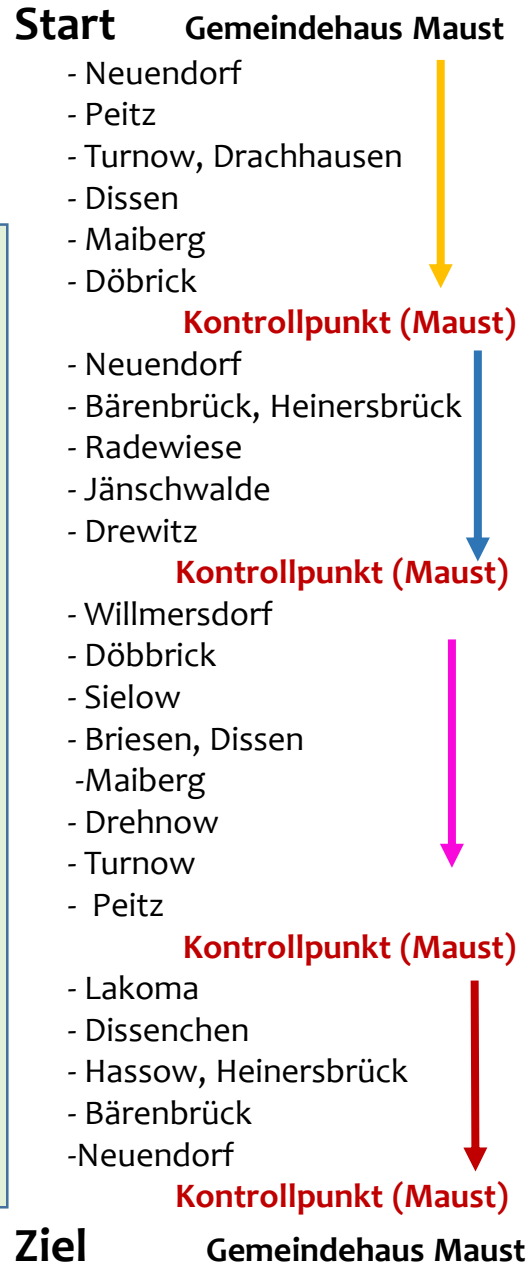 Start Gemeindehaus Maust
- Neuendorf
- Peitz
- Turnow, Drachhausen
- Dissen
- Maiberg
- Döbrick
Kontrollpunkt (Maust)
- Neuendorf
- Bärenbrück, Heinersbrück
- Radewiese
- Jänschwalde
- Drewitz
Kontrollpunkt (Maust)
- Willmersdorf
- Döbbrick
- Sielow
- Briesen, Dissen
-Maiberg
- Drehnow
- Turnow
- Peitz
Kontrollpunkt (Maust)
- Lakoma
- Dissenchen
- Hassow, Heinersbrück
- Bärenbrück
-Neuendorf
Kontrollpunkt (Maust)
Ziel Gemeindehaus Maust